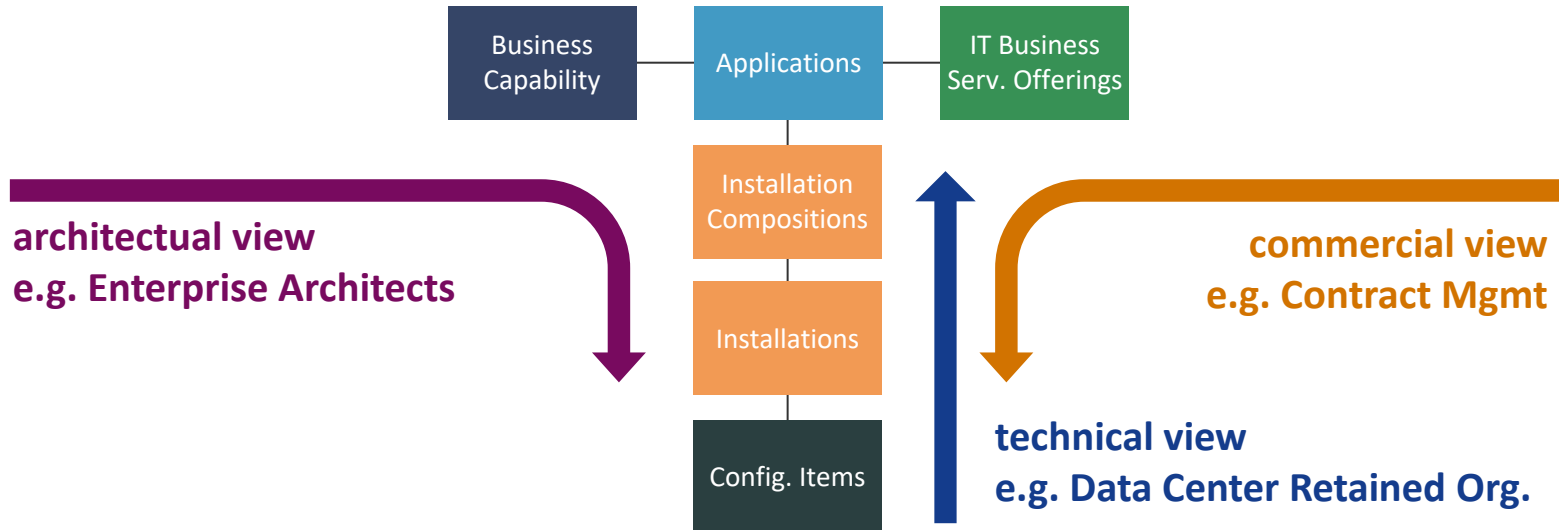 Business
Capability
Applications
IT Business
Serv. Offerings
Installation
Compositions
architectual view
e.g. Enterprise Architects
commercial view
e.g. Contract Mgmt
Installations
technical view
e.g. Data Center Retained Org.
Config. Items